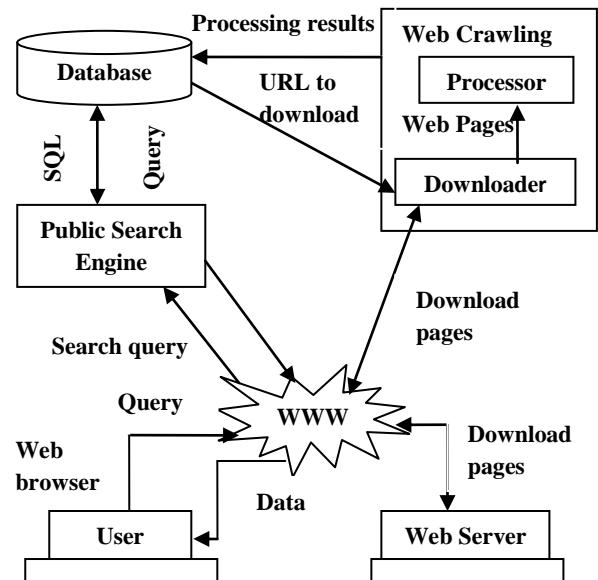 Processing results
Web Crawling
Database
Processor
URL to
download
Web Pages
SQL
Query
Downloader
Public Search
Engine
Download
pages
Search query
Query
WWW
Web
browser
Download
pages
Data
User
Web Server